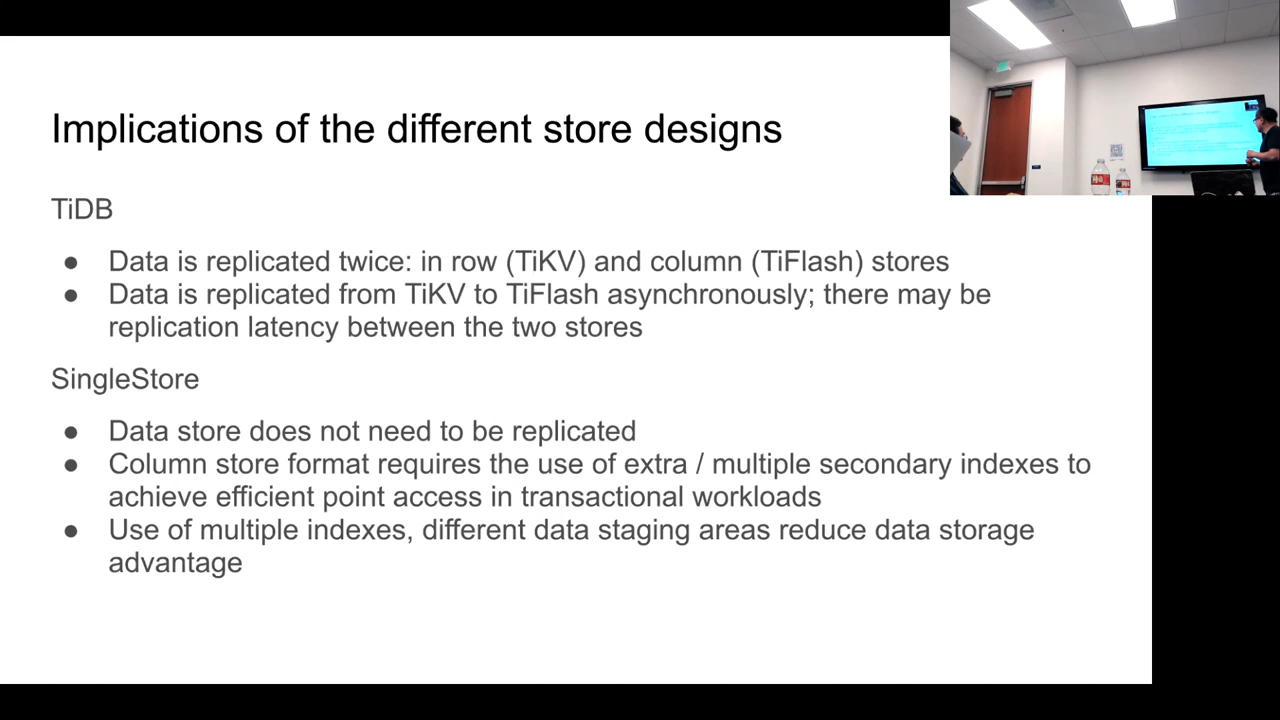 Implications of the different store designs
TiDB
● Data is replicated twice: in row (TiKV) and column (TiFlash) stores
● Data is replicated from TiKV to TiFlash asynchronously; there may be
replication latency between the two stores
SingleStore
● Data store does not need to be replicated
● Column store format requires the use of extra / multiple secondary indexes to
achieve efficient point access in transactional workloads
● Use of multiple indexes, different data staging areas reduce data storage
advantage